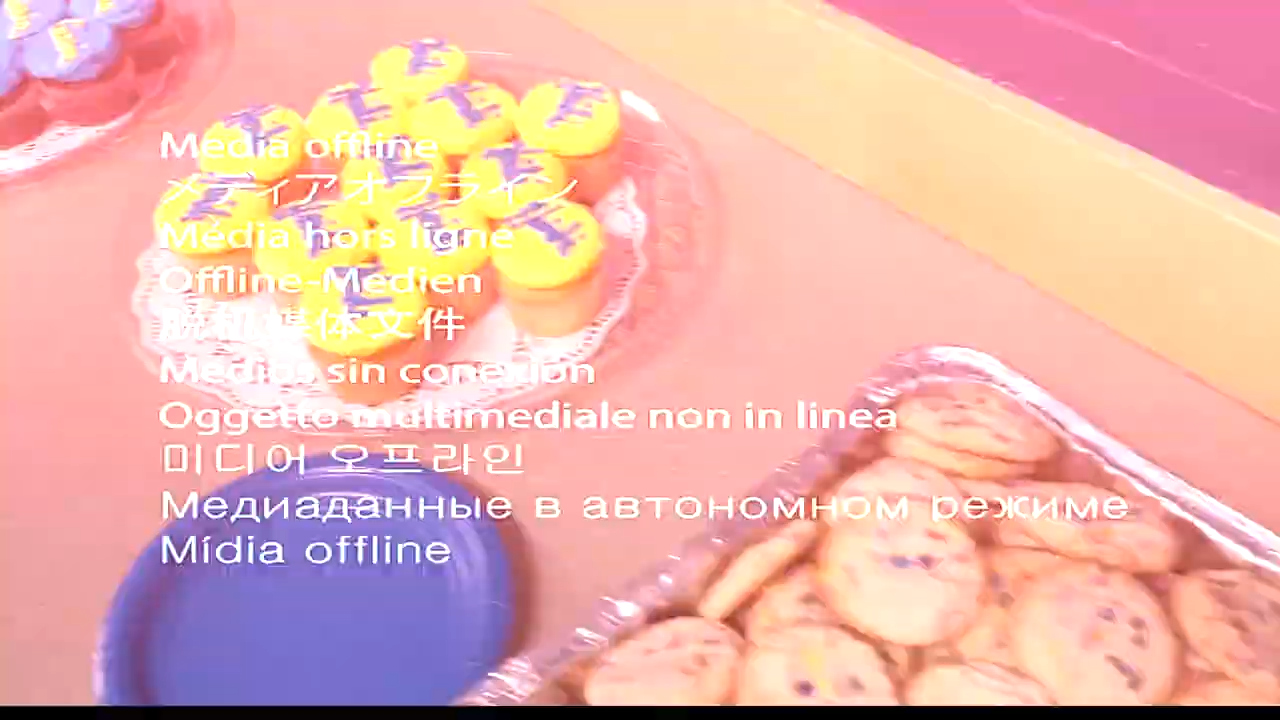 Media offline
メディアオフライン
Média hors ligne
Offline-Medien
脱机媒体文件
Medios sin conexión
Oggetto multimediale non in linea
미디어 오프라인
Медиаданные в автономном режиме
Mídia offline